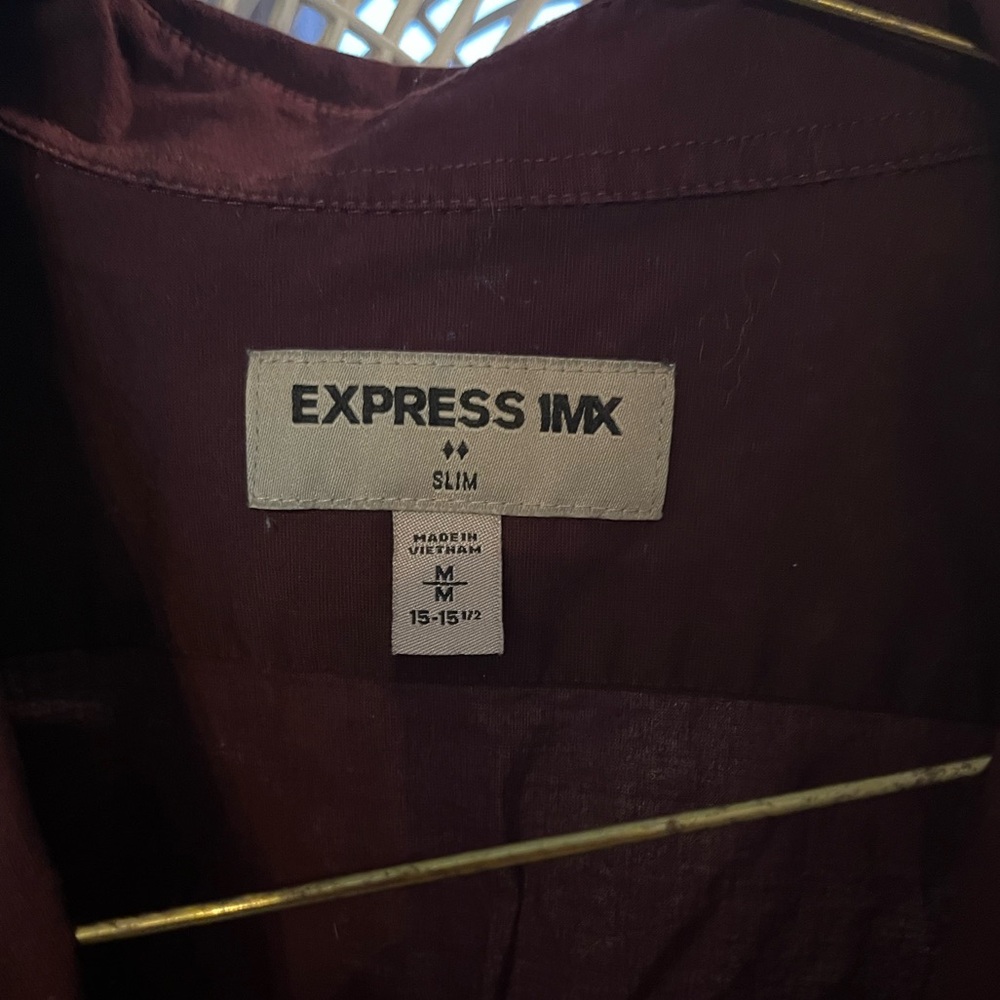 EXPRESS 1MX
SLIM
MADE IN
VIETNAM
M
M
15-15 1/2